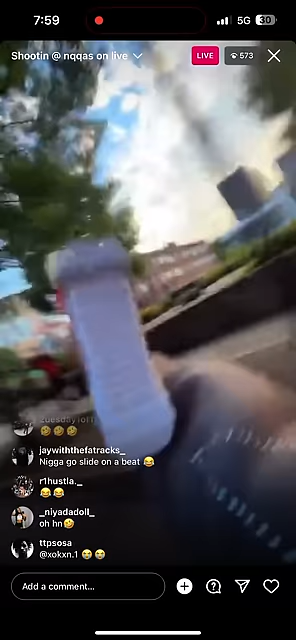 7:59
5G 30
Shootin @ nqqas on live
LIVE
573
2uesday1of1
🤣🤣🤣
jaywiththefatracks_
Nigga go slide on a beat 😂
r1hustla._
😂😂
_niyadadoll_
oh hn🤣
ttpsosa
@xokxn.1 😭😭
Add a comment...